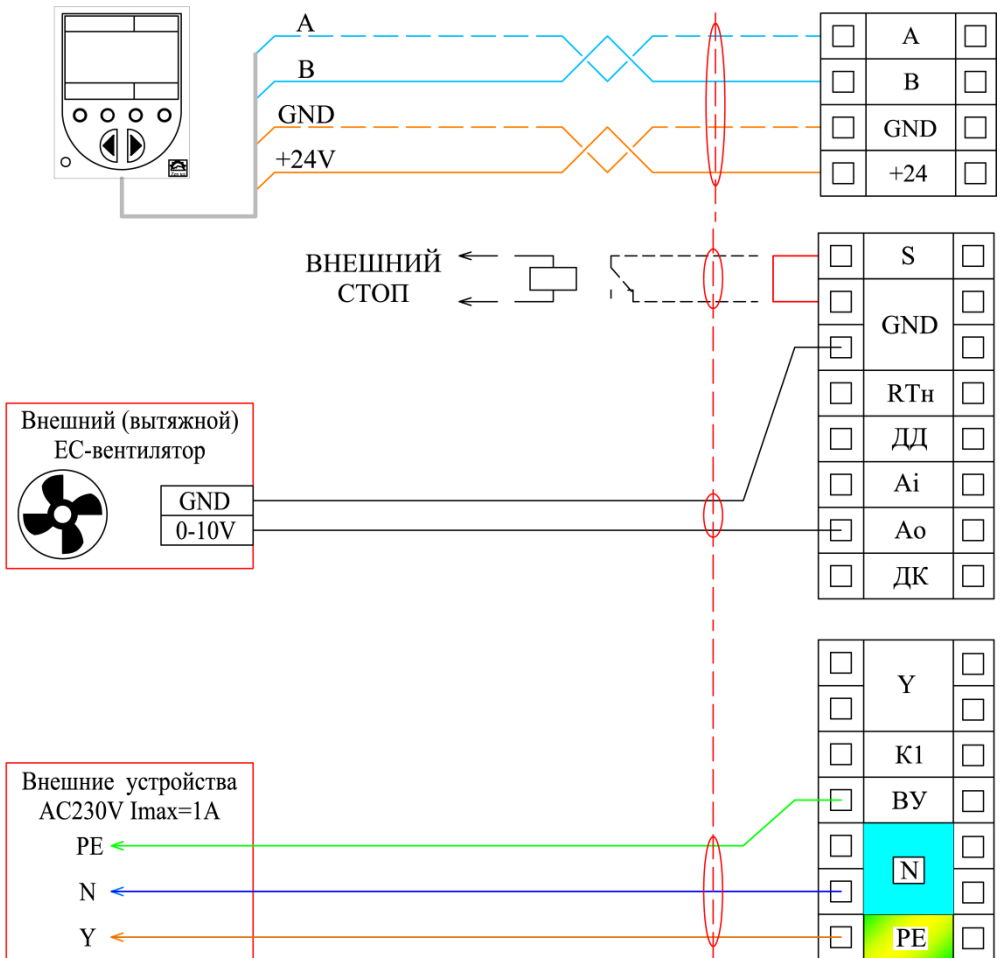 A
B
GND
+24V
A
B
GND
+24
ВНЕШНИЙ
СТОП
S
GND
RTн
ДД
Ai
Ao
ДК
Внешний (вытяжной)
ЕС-вентилятор
GND
0-10V
Y
К1
ВУ
N
PE
Внешние устройства
AC230V Imax=1A
PE
N
Y